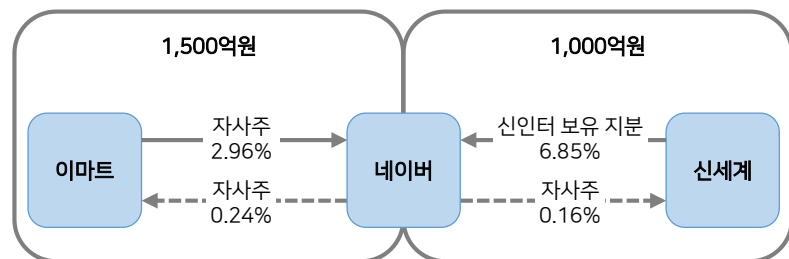 1,500억원
1,000억원
자사주
2.96%
신인터 보유 지분
6.85%
이마트
네이버
신세계
자사주
0.24%
자사주
0.16%